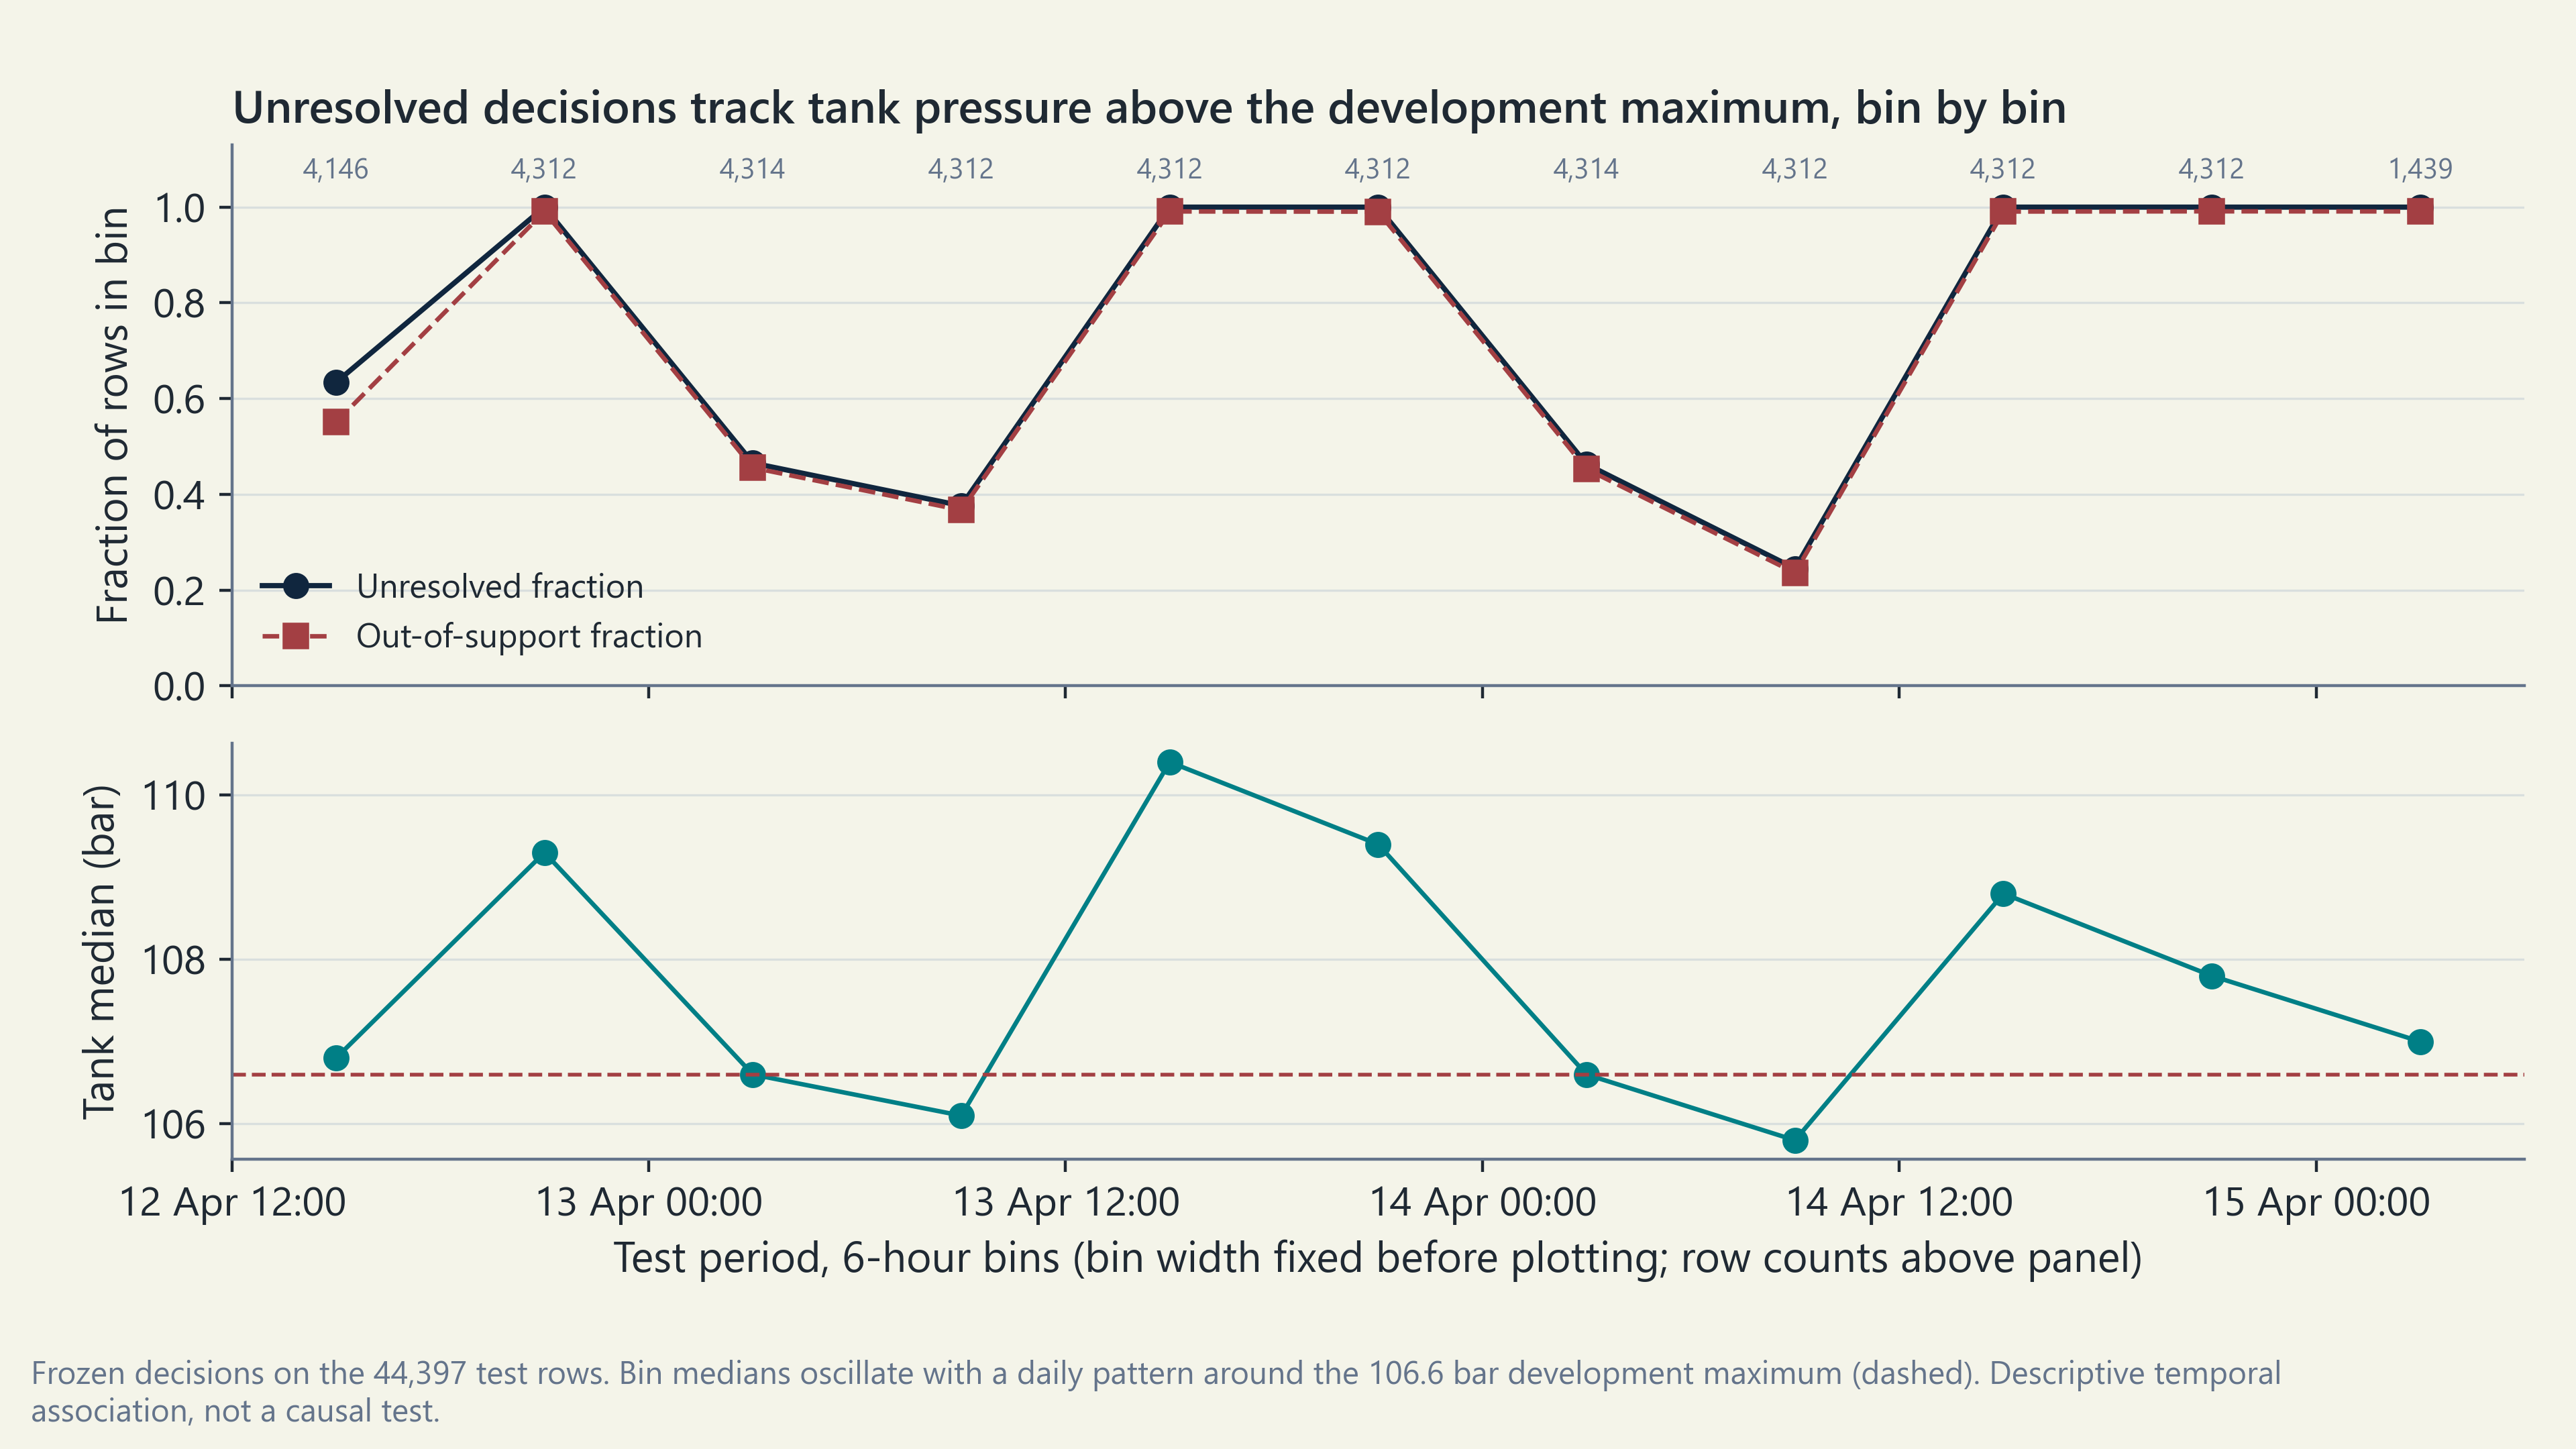 Unresolved decisions track tank pressure above the development maximum, bin by bin
4,146 4,312 4,314 4,312 4,312 4,312 4,314 4,312 4,312 4,312 1,439
Fraction of rows in bin
1.0
0.8
0.6
0.4
0.2
0.0
Unresolved fraction
Out-of-support fraction
Tank median (bar)
110
108
106
12 Apr 12:00 13 Apr 00:00 13 Apr 12:00 14 Apr 00:00 14 Apr 12:00 15 Apr 00:00
Test period, 6-hour bins (bin width fixed before plotting; row counts above panel)
Frozen decisions on the 44,397 test rows. Bin medians oscillate with a daily pattern around the 106.6 bar development maximum (dashed). Descriptive temporal
association, not a causal test.